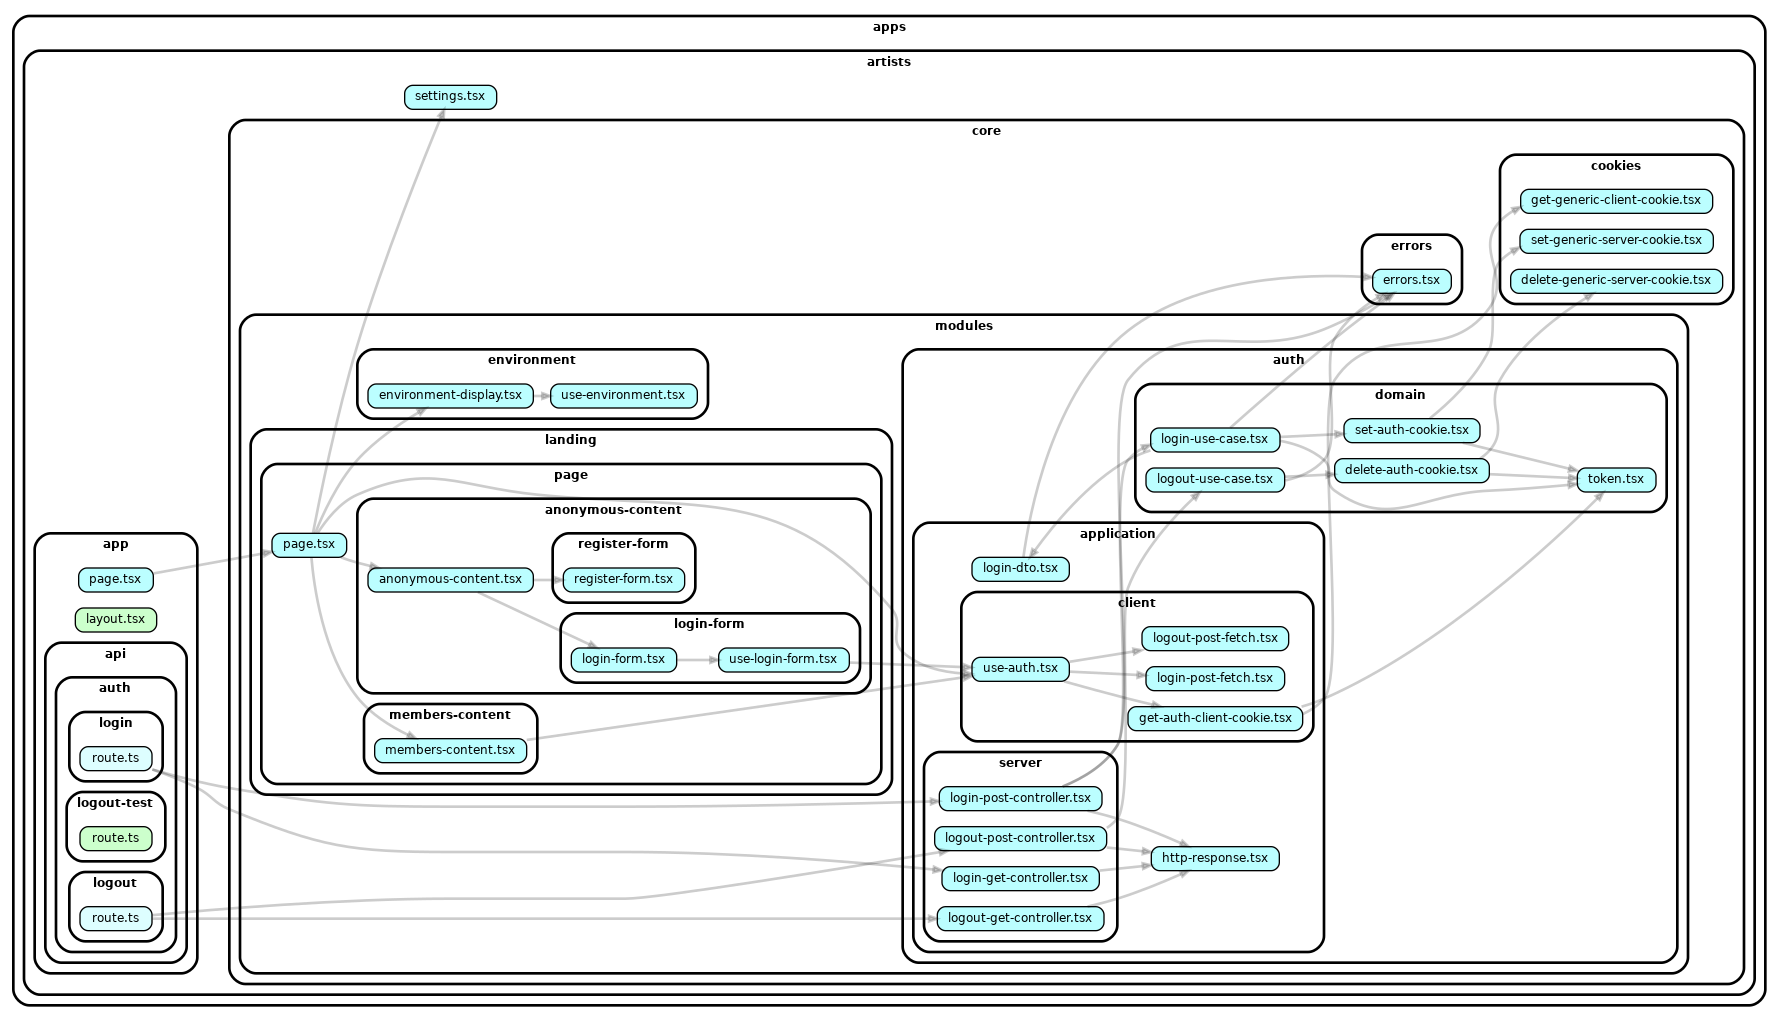 apps
artists
settings.tsx
core
cookies
get-generic-client-cookie.tsx
set-generic-server-cookie.tsx
delete-generic-server-cookie.tsx
errors
errors.tsx
modules
environment
environment-display.tsx
use-environment.tsx
landing
page
page.tsx
anonymous-content
anonymous-content.tsx
register-form
register-form.tsx
login-form
login-form.tsx
use-login-form.tsx
members-content
members-content.tsx
auth
domain
login-use-case.tsx
set-auth-cookie.tsx
logout-use-case.tsx
delete-auth-cookie.tsx
token.tsx
application
login-dto.tsx
client
use-auth.tsx
logout-post-fetch.tsx
login-post-fetch.tsx
get-auth-client-cookie.tsx
server
login-post-controller.tsx
logout-post-controller.tsx
login-get-controller.tsx
logout-get-controller.tsx
http-response.tsx
app
page.tsx
layout.tsx
api
auth
login
route.ts
logout-test
route.ts
logout
route.ts